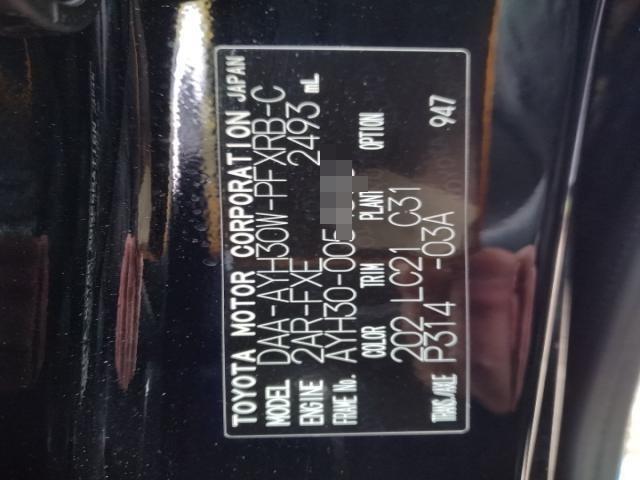 TOYOTA MOTOR CORPORATION JAPAN
MODEL DAA-AYH30W-PFXRB-C
ENGINE 2AR-FXE 2493 mL
FRAME No. AYH30-005
COLOR TRIM PLANT OPTION
202 LC21 C31
TRANS./AXLE P314 -03A 947